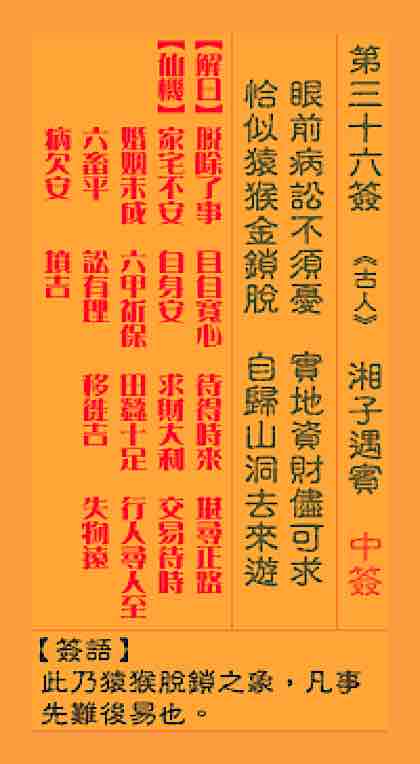 第三十六簽 《古人》 湘子遇賓 中簽
眼前病訟不須憂 實地資財儘可求
恰似猿猴金鎖脫 自歸山洞去來遊
【解曰】 脫除了事 且自寬心 待得時來 堪尋正路
【仙機】 家宅不安 自身安 求財大利 交易待時
婚姻未成 六甲祈保 田蠶十足 行人尋人至
六畜平 訟有理 移徙吉 失物遠
病欠安 墳吉
【簽語】
此乃猿猴脫鎖之象，凡事
先難後易也。